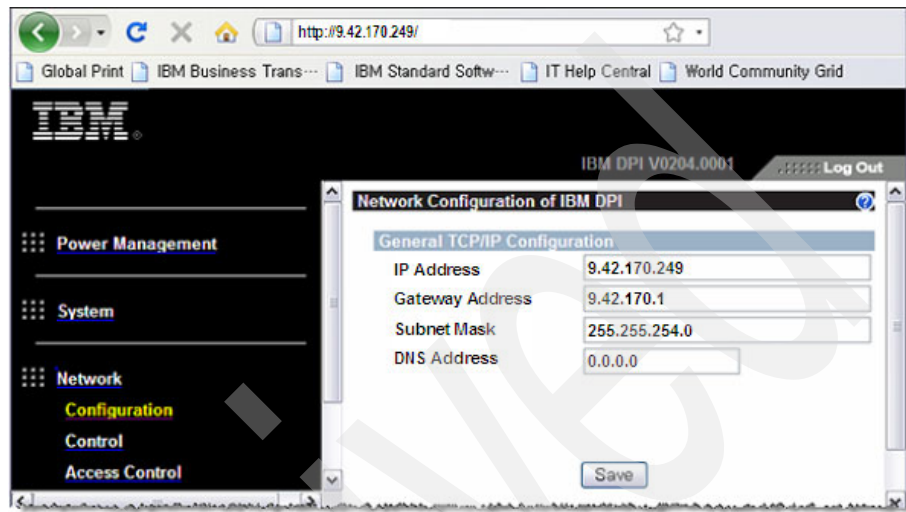 http://9.42.170.249/
Global Print IBM Business Trans... IBM Standard Softw... IT Help Central World Community Grid
IBM®
IBM DPI V0204.0001 Log Out
Network Configuration of IBM DPI ?
Power Management
System
Network
Configuration
Control
Access Control
General TCP/IP Configuration
IP Address 9.42.170.249
Gateway Address 9.42.170.1
Subnet Mask 255.255.254.0
DNS Address 0.0.0.0
Save